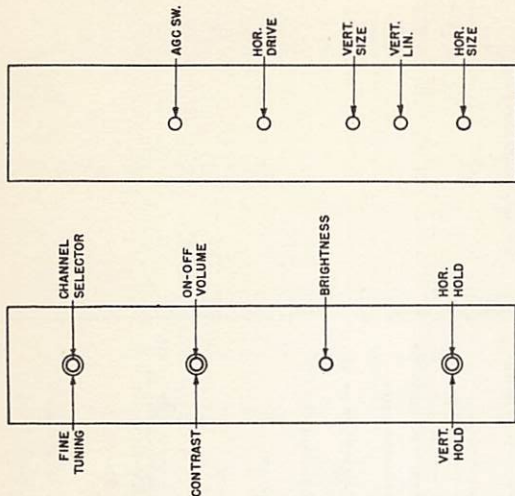 FINE
TUNING
CHANNEL
SELECTOR
CONTRAST
ON-OFF
VOLUME
BRIGHTNESS
VERT.
HOLD
HOR.
HOLD
AGC SW.
HOR.
DRIVE
VERT.
SIZE
VERT.
LIN.
HOR.
SIZE